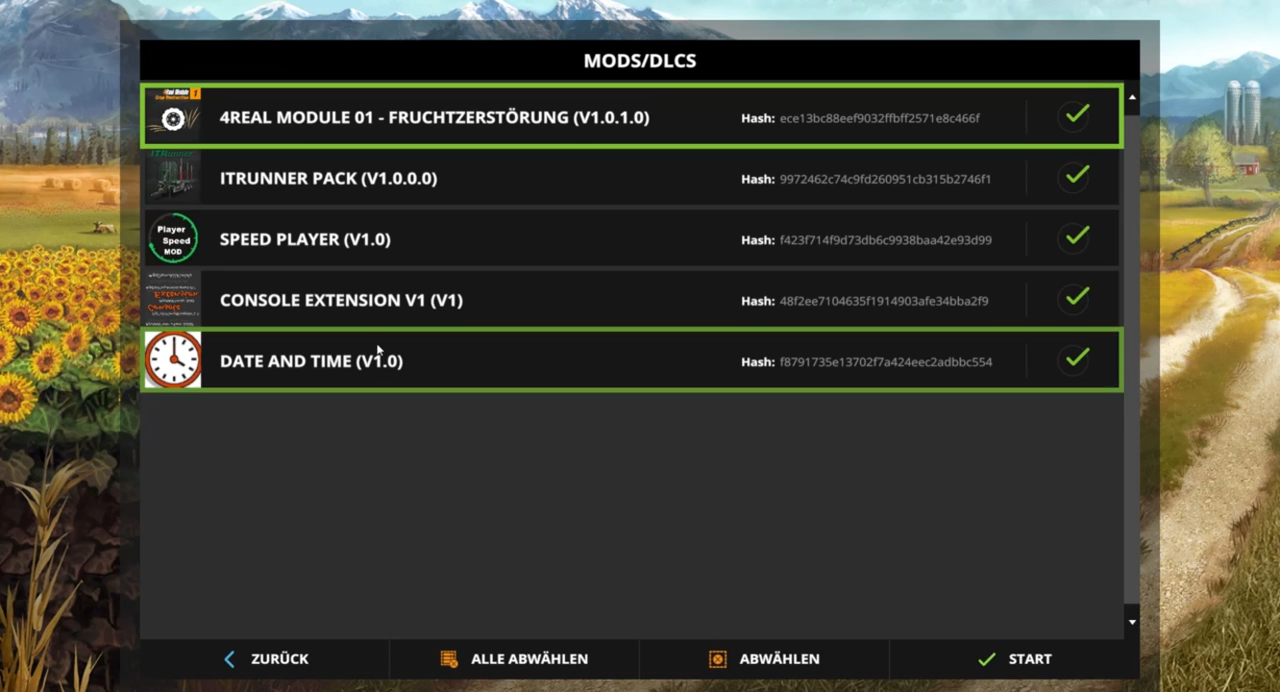 MODS/DLCS
4REAL MODULE 01 - FRUCHTZERSTÖRUNG (V1.0.1.0)
Hash: ece13bc88eef9032ffbff2571e8c466f
ITRUNNER PACK (V1.0.0.0)
Hash: 9972462c74c9fd260951cb315b2746f1
Player
Speed
MOD
SPEED PLAYER (V1.0)
Hash: f423f714f9d73db6c9938baa42e93d99
CONSOLE EXTENSION V1 (V1)
Hash: 48f2ee7104635f1914903afe34bba2f9
DATE AND TIME (V1.0)
Hash: f8791735e13702f7a424eec2adbbc554
ZURÜCK
ALLE ABWÄHLEN
ABWÄHLEN
START